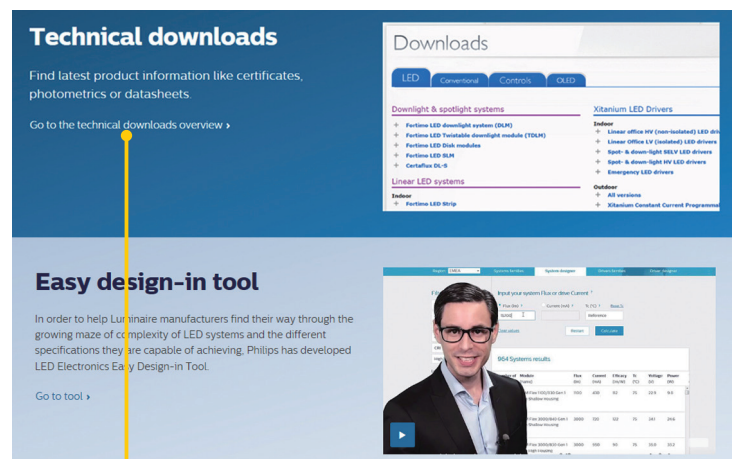 Technical downloads
Find latest product information like certificates,
photometrics or datasheets.
Go to the technical downloads overview ›
Downloads
LED Conventional Controls OLED
Downlight & spotlight systems
+ Fortimo LED downlight system (DLM)
+ Fortimo LED Twistable downlight module (TDLM)
+ Fortimo LED Disk modules
+ Fortimo LED SLM
+ Certaflux DL-S
Linear LED systems
Indoor
+ Fortimo LED Strip
Xitanium LED Drivers
Indoor
+ Linear office HV (non-isolated) LED driv
+ Linear Office LV (isolated) LED drivers
+ Spot- & down-light SELV LED drivers
+ Spot- & down-light HV LED drivers
+ Emergency LED drivers
Outdoor
+ All versions
+ Xitanium Constant Current Programmal
Easy design-in tool
In order to help Luminaire manufacturers find their way through the
growing maze of complexity of LED systems and the different
specifications they are capable of achieving, Philips has developed
LED Electronics Easy Design-in Tool.
Go to tool ›
Region EMEA System designer
Input your system Flux or drive Current
Flux (lm) Current (mA) Tc (°C)
Reference
Restart Calculate
964 Systems results
Module Flux Current Efficacy Tc Voltage Power